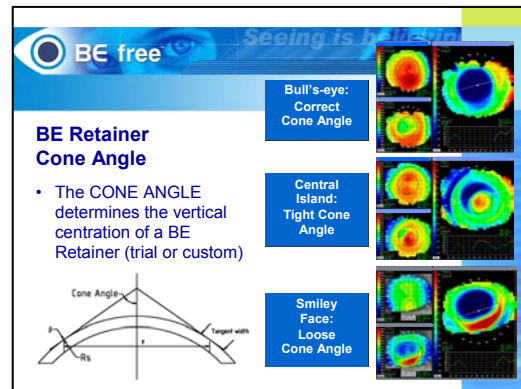 Seeing is believing
BE free
BE Retainer
Cone Angle
• The CONE ANGLE
determines the vertical
centration of a BE
Retainer (trial or custom)
Cone Angle
Tangent width
Rs
Bull's-eye:
Correct
Cone Angle
Central
Island:
Tight Cone
Angle
Smiley
Face:
Loose
Cone Angle